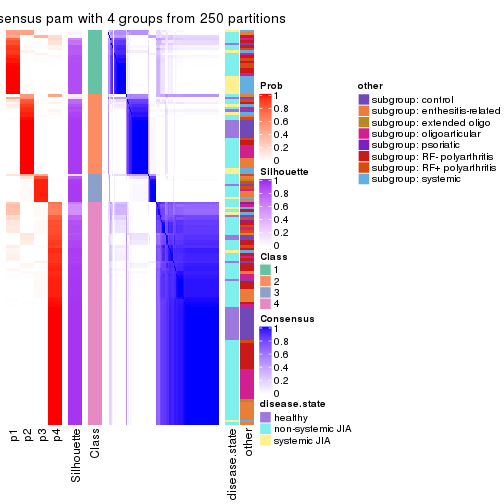 sensus pam with 4 groups from 250 partitions
p1
p2
p3
p4
Silhouette
Class
disease.state
other
Prob
1
0.8
0.6
0.4
0.2
0
Silhouette
1
0.8
0.6
0.4
0.2
0
Class
1
2
3
4
Consensus
1
0.8
0.6
0.4
0.2
0
disease.state
healthy
non-systemic JIA
systemic JIA
other
subgroup: control
subgroup: enthesitis-related
subgroup: extended oligo
subgroup: oligoarticular
subgroup: psoriatic
subgroup: RF- polyarthritis
subgroup: RF+ polyarthritis
subgroup: systemic